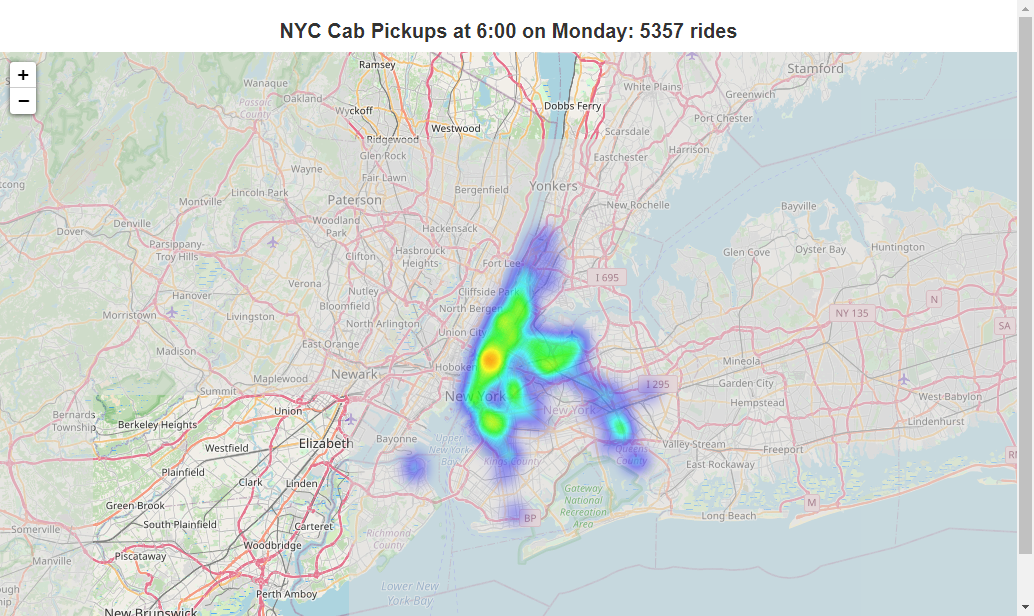 NYC Cab Pickups at 6:00 on Monday: 5357 rides
+
−
Ramsey
Stamford
Wanaque
Oakland
White Plains
Greenwich
Passaic
County
Wyckoff
Dobbs Ferry
Port Chester
Westwood
Scarsdale
Ridgewood
Harrison
Glen Rock
Eastchester
Wayne
Fair Lawn
Yonkers
Lincoln Park
Bergenfield
Montville
Paterson
New Rochelle
Bayville
Denville
Woodland
Park
Hackensack
Dover
Parsippany-
Troy Hills
Hasbrouck
Heights
Clifton
Glen Cove
Oyster Bay
Huntington
Fort Lee
I 695
Verona
Nutley
Cliffside Park
Hanover
Bloomfield
North Bergen
N
Morristown
Livingston
North Arlington
NY 135
SA
Union City
East Orange
Madison
Mineola
Newark
Hoboken
Maplewood
I 295
Garden City
Summit
New York
West Babylon
Hempstead
Bernards
Township
Union
New York
Lindenhurst
Berkeley Heights
Bayonne
Upper
New York
Bay
Elizabeth
Valley Stream
Freeport
Westfield
Queens
County
Kings County
East Rockaway
Plainfield
Clark
Linden
Gateway
National
Recreation
Area
M
Green Brook
BP
Long Beach
South Plainfield
Carteret
Somerville
Richmond
County
Woodbridge
Piscataway
Manville
Lower New
York Bay
Perth Amboy
New Brunswick